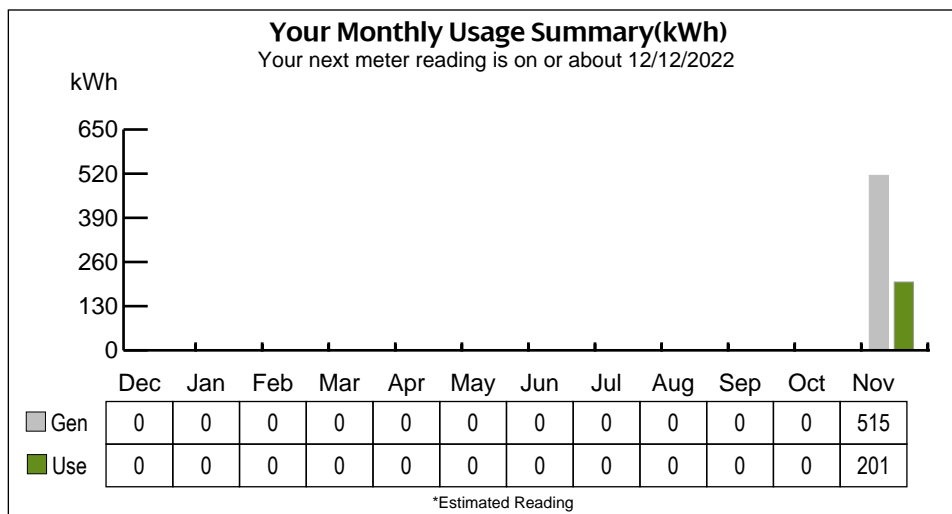 Your Monthly Usage Summary(kWh)
Your next meter reading is on or about 12/12/2022
kWh
650
520
390
260
130
0
Dec Jan Feb Mar Apr May Jun Jul Aug Sep Oct Nov
Gen 0 0 0 0 0 0 0 0 0 0 0 515
Use 0 0 0 0 0 0 0 0 0 0 0 201
*Estimated Reading